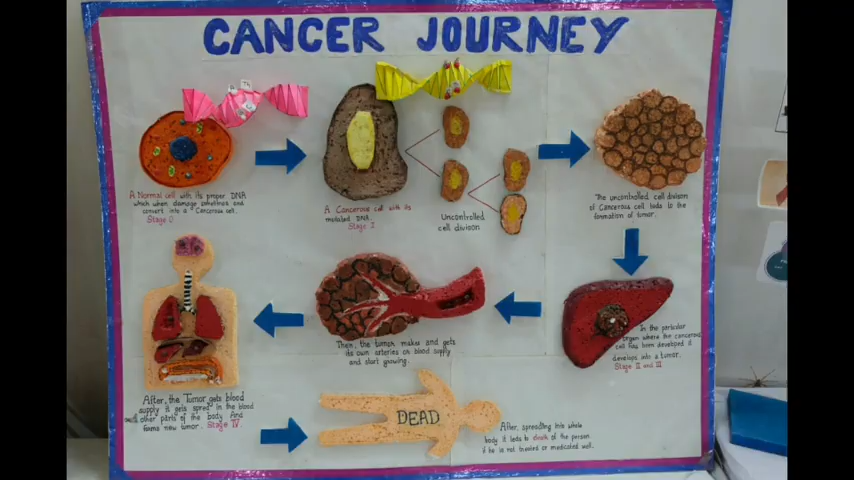 CANCER JOURNEY
A Normal cell with its proper DNA
which when damage
convert into a Cancerous cell.
Stage 0
A Cancerous cell with its
mutated DNA.
Stage I
Uncontrolled
cell division
The uncontrolled cell division
of Cancerous cell leads to the
formation of tumor.
In the
organ where the cancerous
cell has been developed it
develops into a tumor.
Stage II and III
Then, the tumor makes and gets
its own arteries or blood supply
and start growing.
After, the Tumor gets blood
supply it gets spred in the blood
other parts of the body. And
forms new tumor. Stage IV.
DEAD
After, spreading into whole
body it leads to death of the person.
if he is not treated or medicated well.